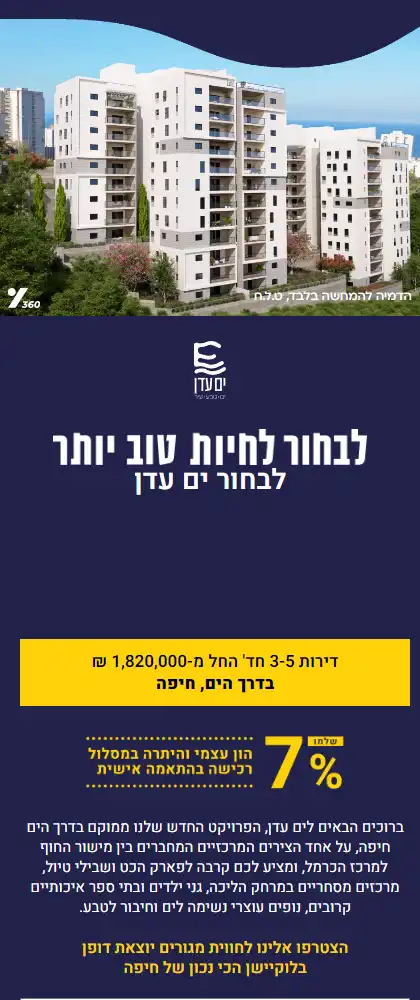 הדמיה להמחשה בלבד, ט.ל.ח
360
ים עדן
לבחור לחיות טוב יותר
לבחור ים עדן
דירות 3-5 חד' החל מ-1,820,000 ₪
בדרך הים, חיפה
שלמו
7%
הון עצמי והיתרה במסלול
רכישה בהתאמה אישית
ברוכים הבאים לים עדן, הפרויקט החדש שלנו ממוקם בדרך הים
חיפה, על אחד הצירים המרכזיים המחברים בין מישור החוף
למרכז הכרמל, ומציע לכם קרבה לפארק הכט ושבילי טיול,
מרכזים מסחריים במרחק הליכה, גני ילדים ובתי ספר איכותיים
קרובים, נופים עוצרי נשימה לים וחיבור לטבע.
הצטרפו אלינו לחווית מגורים יוצאת דופן
בלוקיישן הכי נכון של חיפה